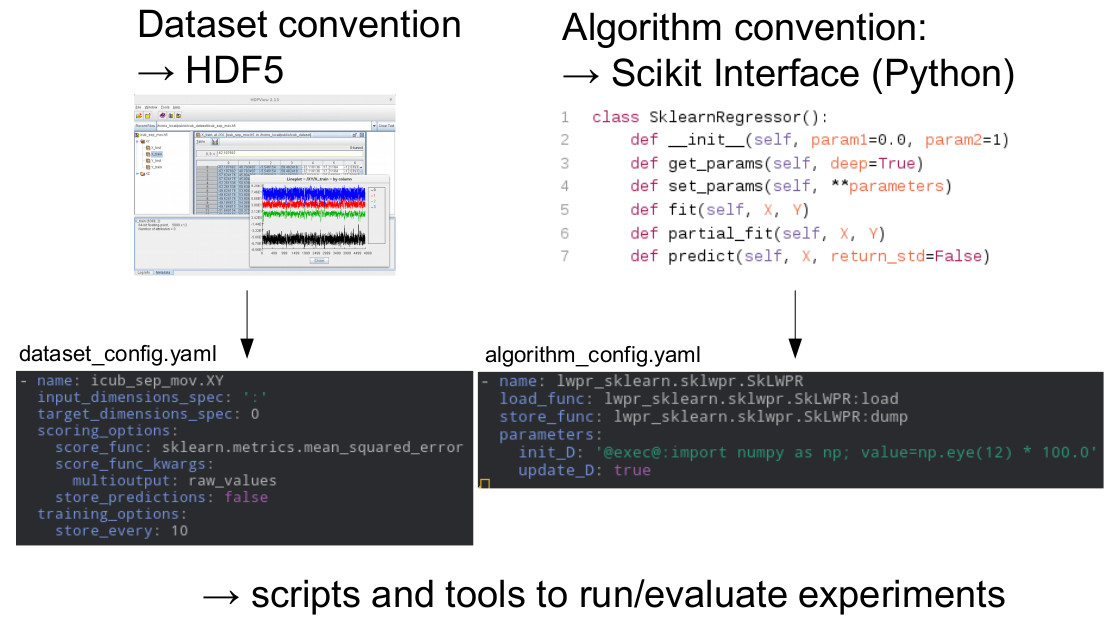 Dataset convention
→ HDF5
Algorithm convention:
→ Scikit Interface (Python)
1 class SklearnRegressor():
2 def __init__(self, param1=0.0, param2=1)
3 def get_params(self, deep=True)
4 def set_params(self, **parameters)
5 def fit(self, X, Y)
6 def partial_fit(self, X, Y)
7 def predict(self, X, return_std=False)
dataset_config.yaml
- name: icub_sep_mov.XY
input_dimensions_spec: ':'
target_dimensions_spec: 0
scoring_options:
score_func: sklearn.metrics.mean_squared_error
score_func_kwargs:
multioutput: raw_values
store_predictions: false
training_options:
store_every: 10
algorithm_config.yaml
- name: lwpr_sklearn.sklwpr.SkLWPR
load_func: lwpr_sklearn.sklwpr.SkLWPR:load
store_func: lwpr_sklearn.sklwpr.SkLWPR:dump
parameters:
init_D: '@exec@:import numpy as np; value=np.eye(12) * 100.0'
update_D: true
→ scripts and tools to run/evaluate experiments